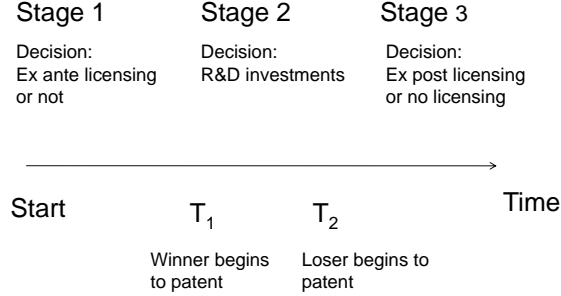 Stage 1
Stage 2
Stage 3
Decision:
Ex ante licensing
or not
Decision:
R&D investments
Decision:
Ex post licensing
or no licensing
Start
T1
T2
Time
Winner begins
to patent
Loser begins to
patent